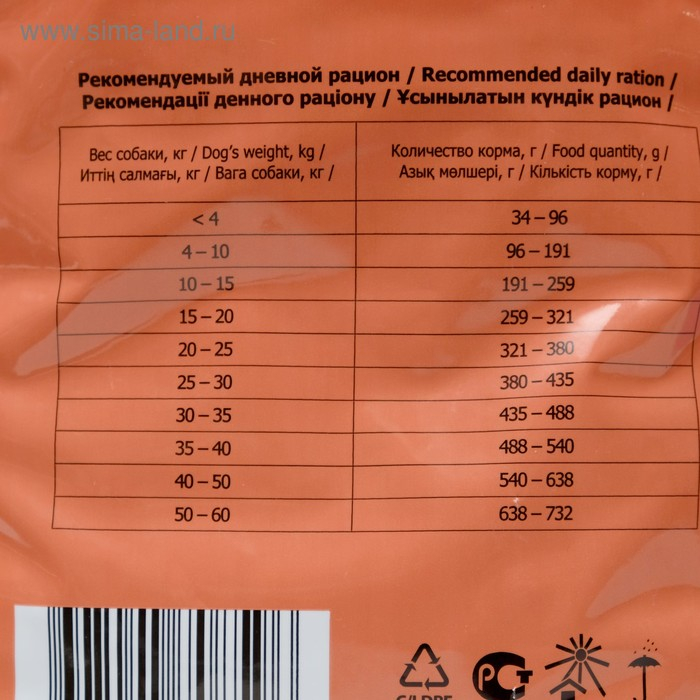 www.sima-land.ru
Рекомендуемый дневной рацион / Recommended daily ration /
Рекомендації денного раціону / Ұсынылатын күндік рацион /
Вес собаки, кг / Dog's weight, kg /
Иттің салмағы, кг / Вага собаки, кг /
Количество корма, г / Food quantity, g /
Азық мөлшері, г / Кількість корму, г /
< 4 34 – 96
4 – 10 96 – 191
10 – 15 191 – 259
15 – 20 259 – 321
20 – 25 321 – 380
25 – 30 380 – 435
30 – 35 435 – 488
35 – 40 488 – 540
40 – 50 540 – 638
50 – 60 638 – 732
РСТ
C/LDPE